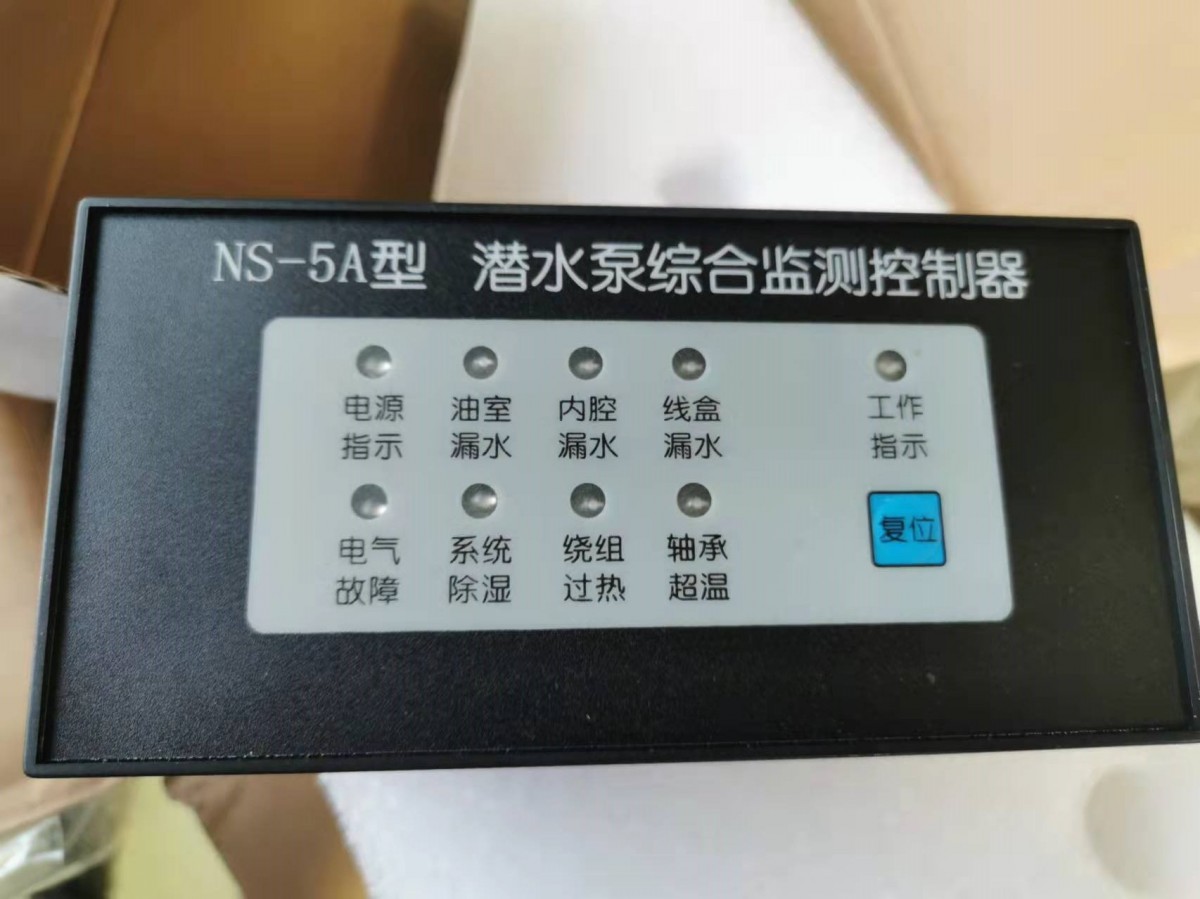 NS-5A型 潜水泵综合监测控制器
电源 油室 内腔 线盒 工作
指示 漏水 漏水 漏水 指示
电气 系统 绕组 轴承 复位
故障 除湿 过热 超温